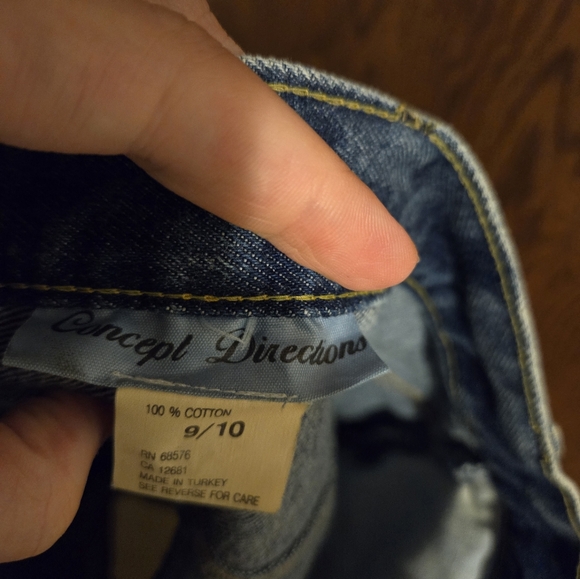 Concept Directions
100 % COTTON
9/10
RN 68576
CA 12681
MADE IN TURKEY
SEE REVERSE FOR CARE